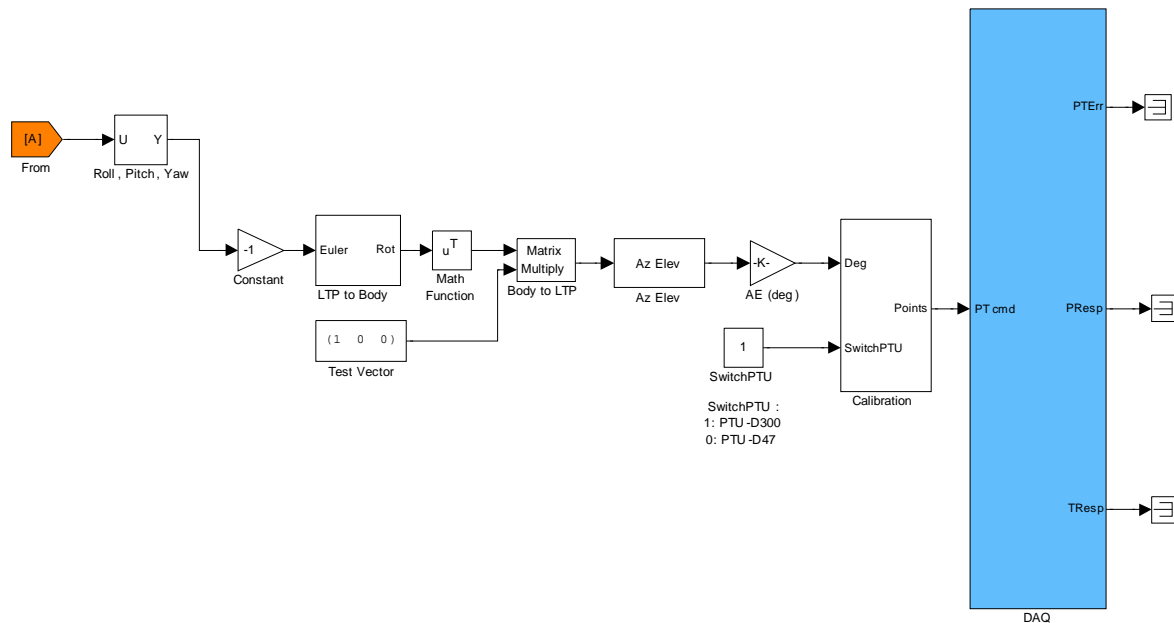 [A]
From
U Y
Roll , Pitch , Yaw
-1
Constant
Euler Rot
LTP to Body
u T
Math
Function
(1 0 0)
Test Vector
Matrix
Multiply
Body to LTP
Az Elev
Az Elev
-K-
AE (deg )
1
SwitchPTU
SwitchPTU :
1: PTU -D300
0: PTU -D47
Deg
Points
SwitchPTU
Calibration
PTErr
PT cmd
PResp
TResp
DAQ